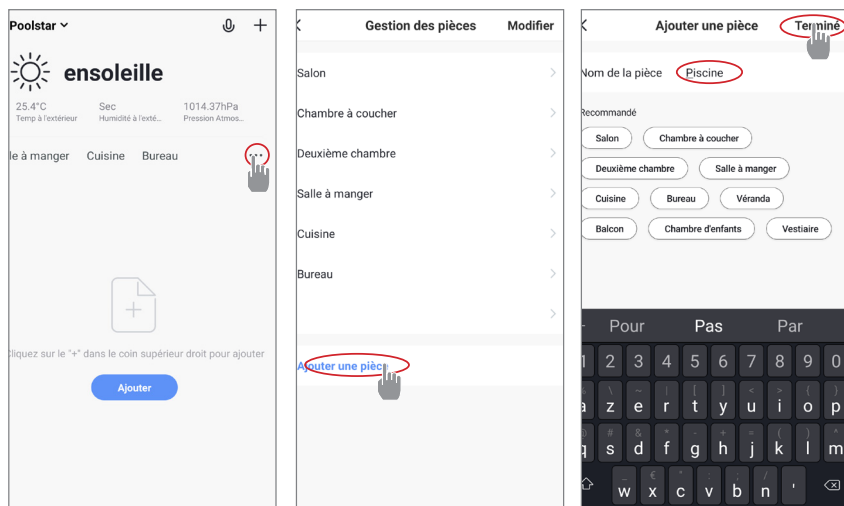 Poolstar
ensoleille
25.4°C Sec 1014.37hPa
Temp à l'extérieur Humidité à l'exté... Pression Atmos...
le à manger Cuisine Bureau ...
Cliquez sur le "+" dans le coin supérieur droit pour ajouter
Ajouter
Gestion des pièces Modifier
Salon
Chambre à coucher
Deuxième chambre
Salle à manger
Cuisine
Bureau
Ajouter une pièce
Ajouter une pièce Terminé
Nom de la pièce Piscine
Recommandé
Salon Chambre à coucher
Deuxième chambre Salle à manger
Cuisine Bureau Véranda
Balcon Chambre d'enfants Vestiaire
Pour Pas Par
1 2 3 4 5 6 7 8 9 0
a z e r t y u i o p
q s d f g h j k l m
w x c v b n '